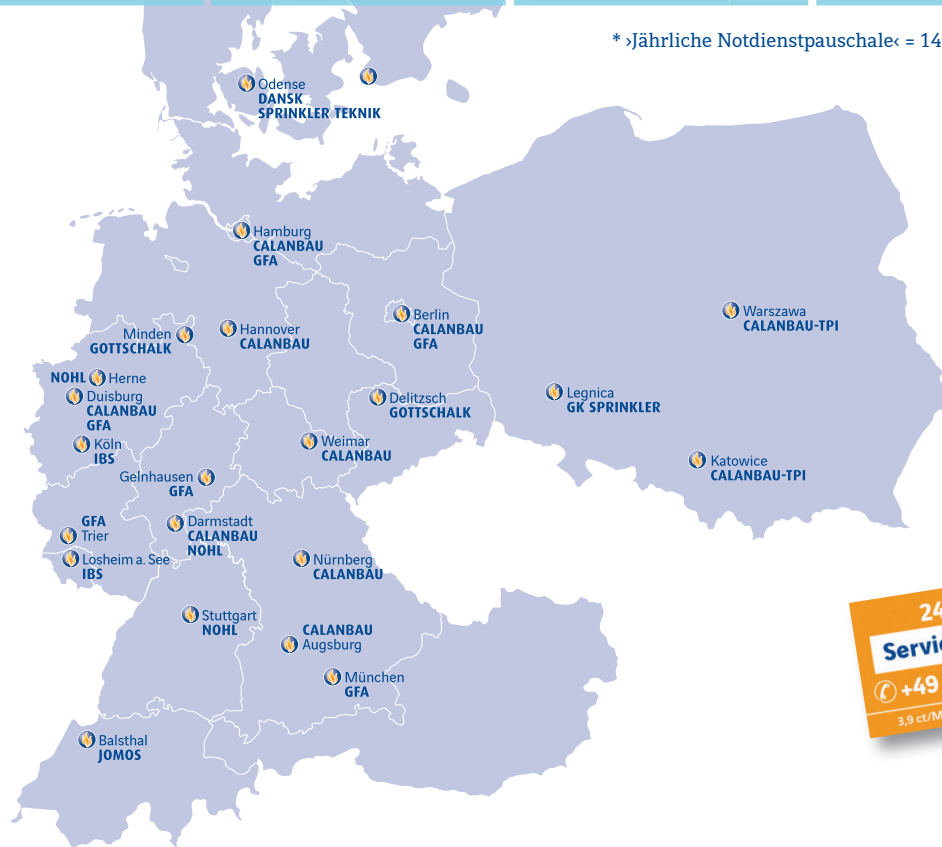 * ›Jährliche Notdienstpauschale‹ = 14
Odense
DANSK
SPRINKLER TEKNIK
Hamburg
CALANBAU
GFA
Berlin
CALANBAU
GFA
Warszawa
CALANBAU-TPI
Minden
GOTTSCHALK
Hannover
CALANBAU
NOHL Herne
Duisburg
CALANBAU
GFA
Delitzsch
GOTTSCHALK
Legnica
GK SPRINKLER
Köln
IBS
Weimar
CALANBAU
Katowice
CALANBAU-TPI
Gelnhausen
GFA
GFA
Trier
Darmstadt
CALANBAU
NOHL
Losheim a. See
IBS
Nürnberg
CALANBAU
Stuttgart
NOHL
CALANBAU
Augsburg
München
GFA
Balsthal
JOMOS
24
Servi
+49
3,9 ct/M